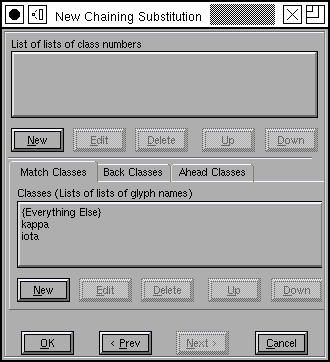 New Chaining Substitution
List of lists of class numbers
New Edit Delete Up Down
Match Classes Back Classes Ahead Classes
Classes (Lists of lists of glyph names)
{Everything Else}
kappa
iota
New Edit Delete Up Down
OK < Prev Next > Cancel